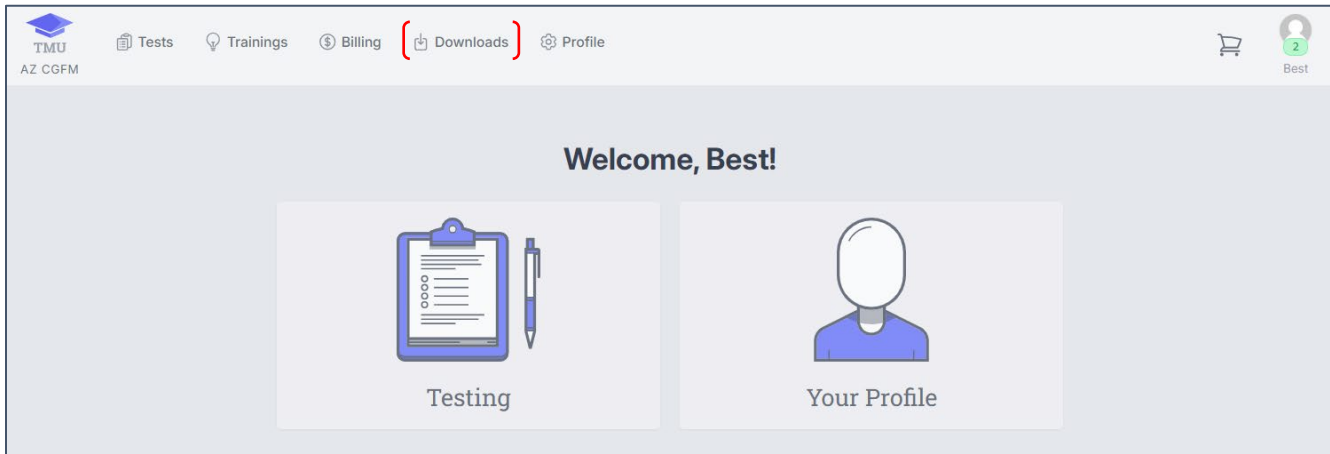 TMU
AZ CGFM
Tests
Trainings
Billing
Downloads
Profile
2
Best
Welcome, Best!
Testing
Your Profile